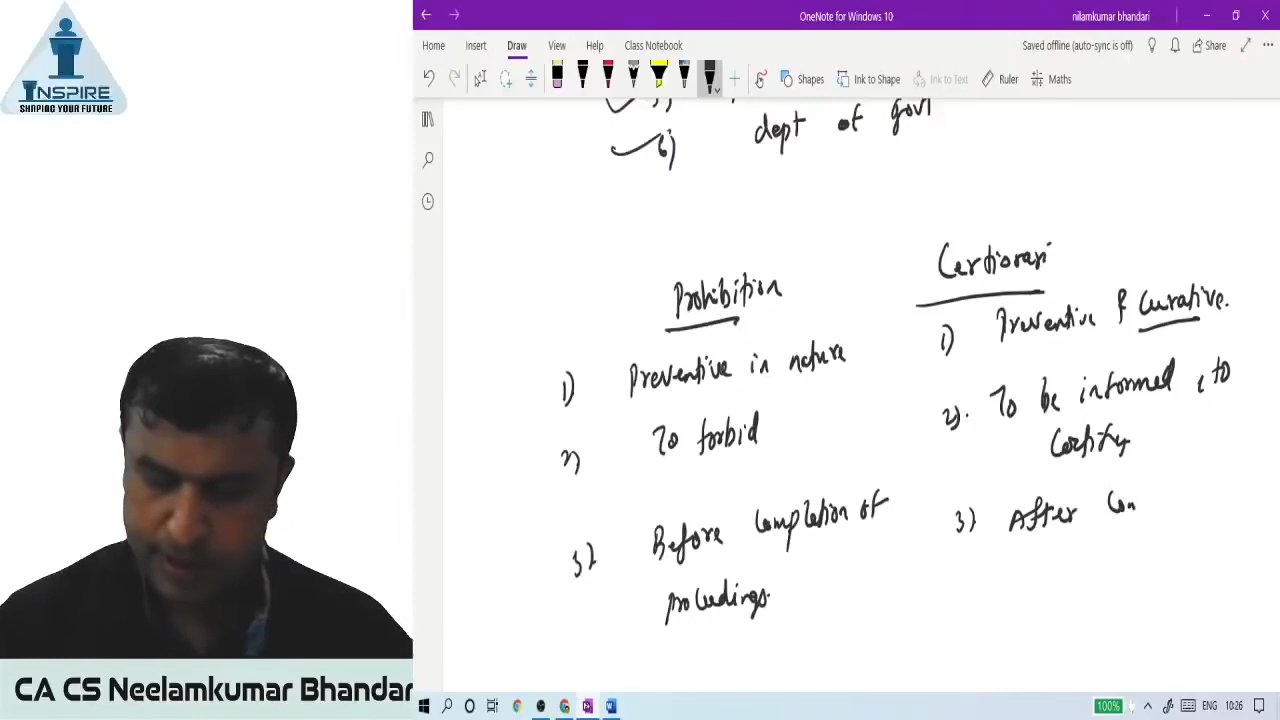 INSPIRE
SHAPING YOUR FUTURE
OneNote for Windows 10
nilamkumar bhandari
Home Insert Draw View Help Class Notebook
Saved offline (auto-sync is off)
Share
Shapes
Ink to Shape
Ink to Text
Ruler
Maths
dept of govt
6)
Prohibition
1) Preventive in nature
2) To forbid
3) Before completion of
proceedings.
Certiorari
1) Preventive & Curative.
2). To be informed to
Certify
3) After Com
CA CS Neelamkumar Bhandar
100%
ENG
10:26